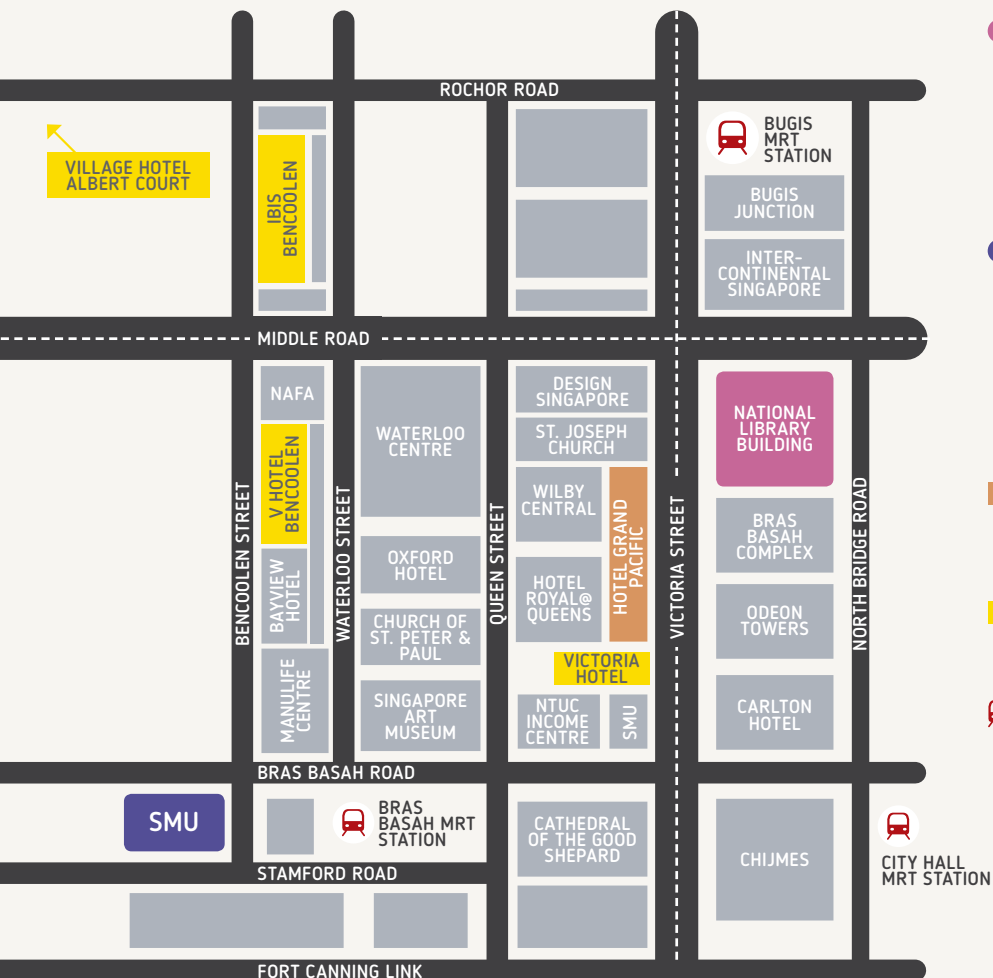 ROCHOR ROAD
BUGIS
MRT
STATION
VILLAGE HOTEL
ALBERT COURT
IBIS
BENCOOLEN
BUGIS
JUNCTION
INTER-
CONTINENTAL
SINGAPORE
MIDDLE ROAD
NAFA
WATERLOO
CENTRE
DESIGN
SINGAPORE
ST. JOSEPH
CHURCH
NATIONAL
LIBRARY
BUILDING
V HOTEL
BENCOOLEN
WILBY
CENTRAL
HOTEL GRAND
PACIFIC
BRAS
BASAH
COMPLEX
BENCOOLEN STREET
WATERLOO STREET
QUEEN STREET
VICTORIA STREET
NORTH BRIDGE ROAD
BAYVIEW
HOTEL
OXFORD
HOTEL
HOTEL
ROYAL@
QUEENS
ODEON
TOWERS
CHURCH OF
ST. PETER &
PAUL
VICTORIA
HOTEL
MANULIFE
CENTRE
SINGAPORE
ART
MUSEUM
NTUC
INCOME
CENTRE
SMU
CARLTON
HOTEL
BRAS BASAH ROAD
SMU
BRAS
BASAH MRT
STATION
CATHEDRAL
OF THE GOOD
SHEPARD
CHIJMES
CITY HALL
MRT STATION
STAMFORD ROAD
FORT CANNING LINK